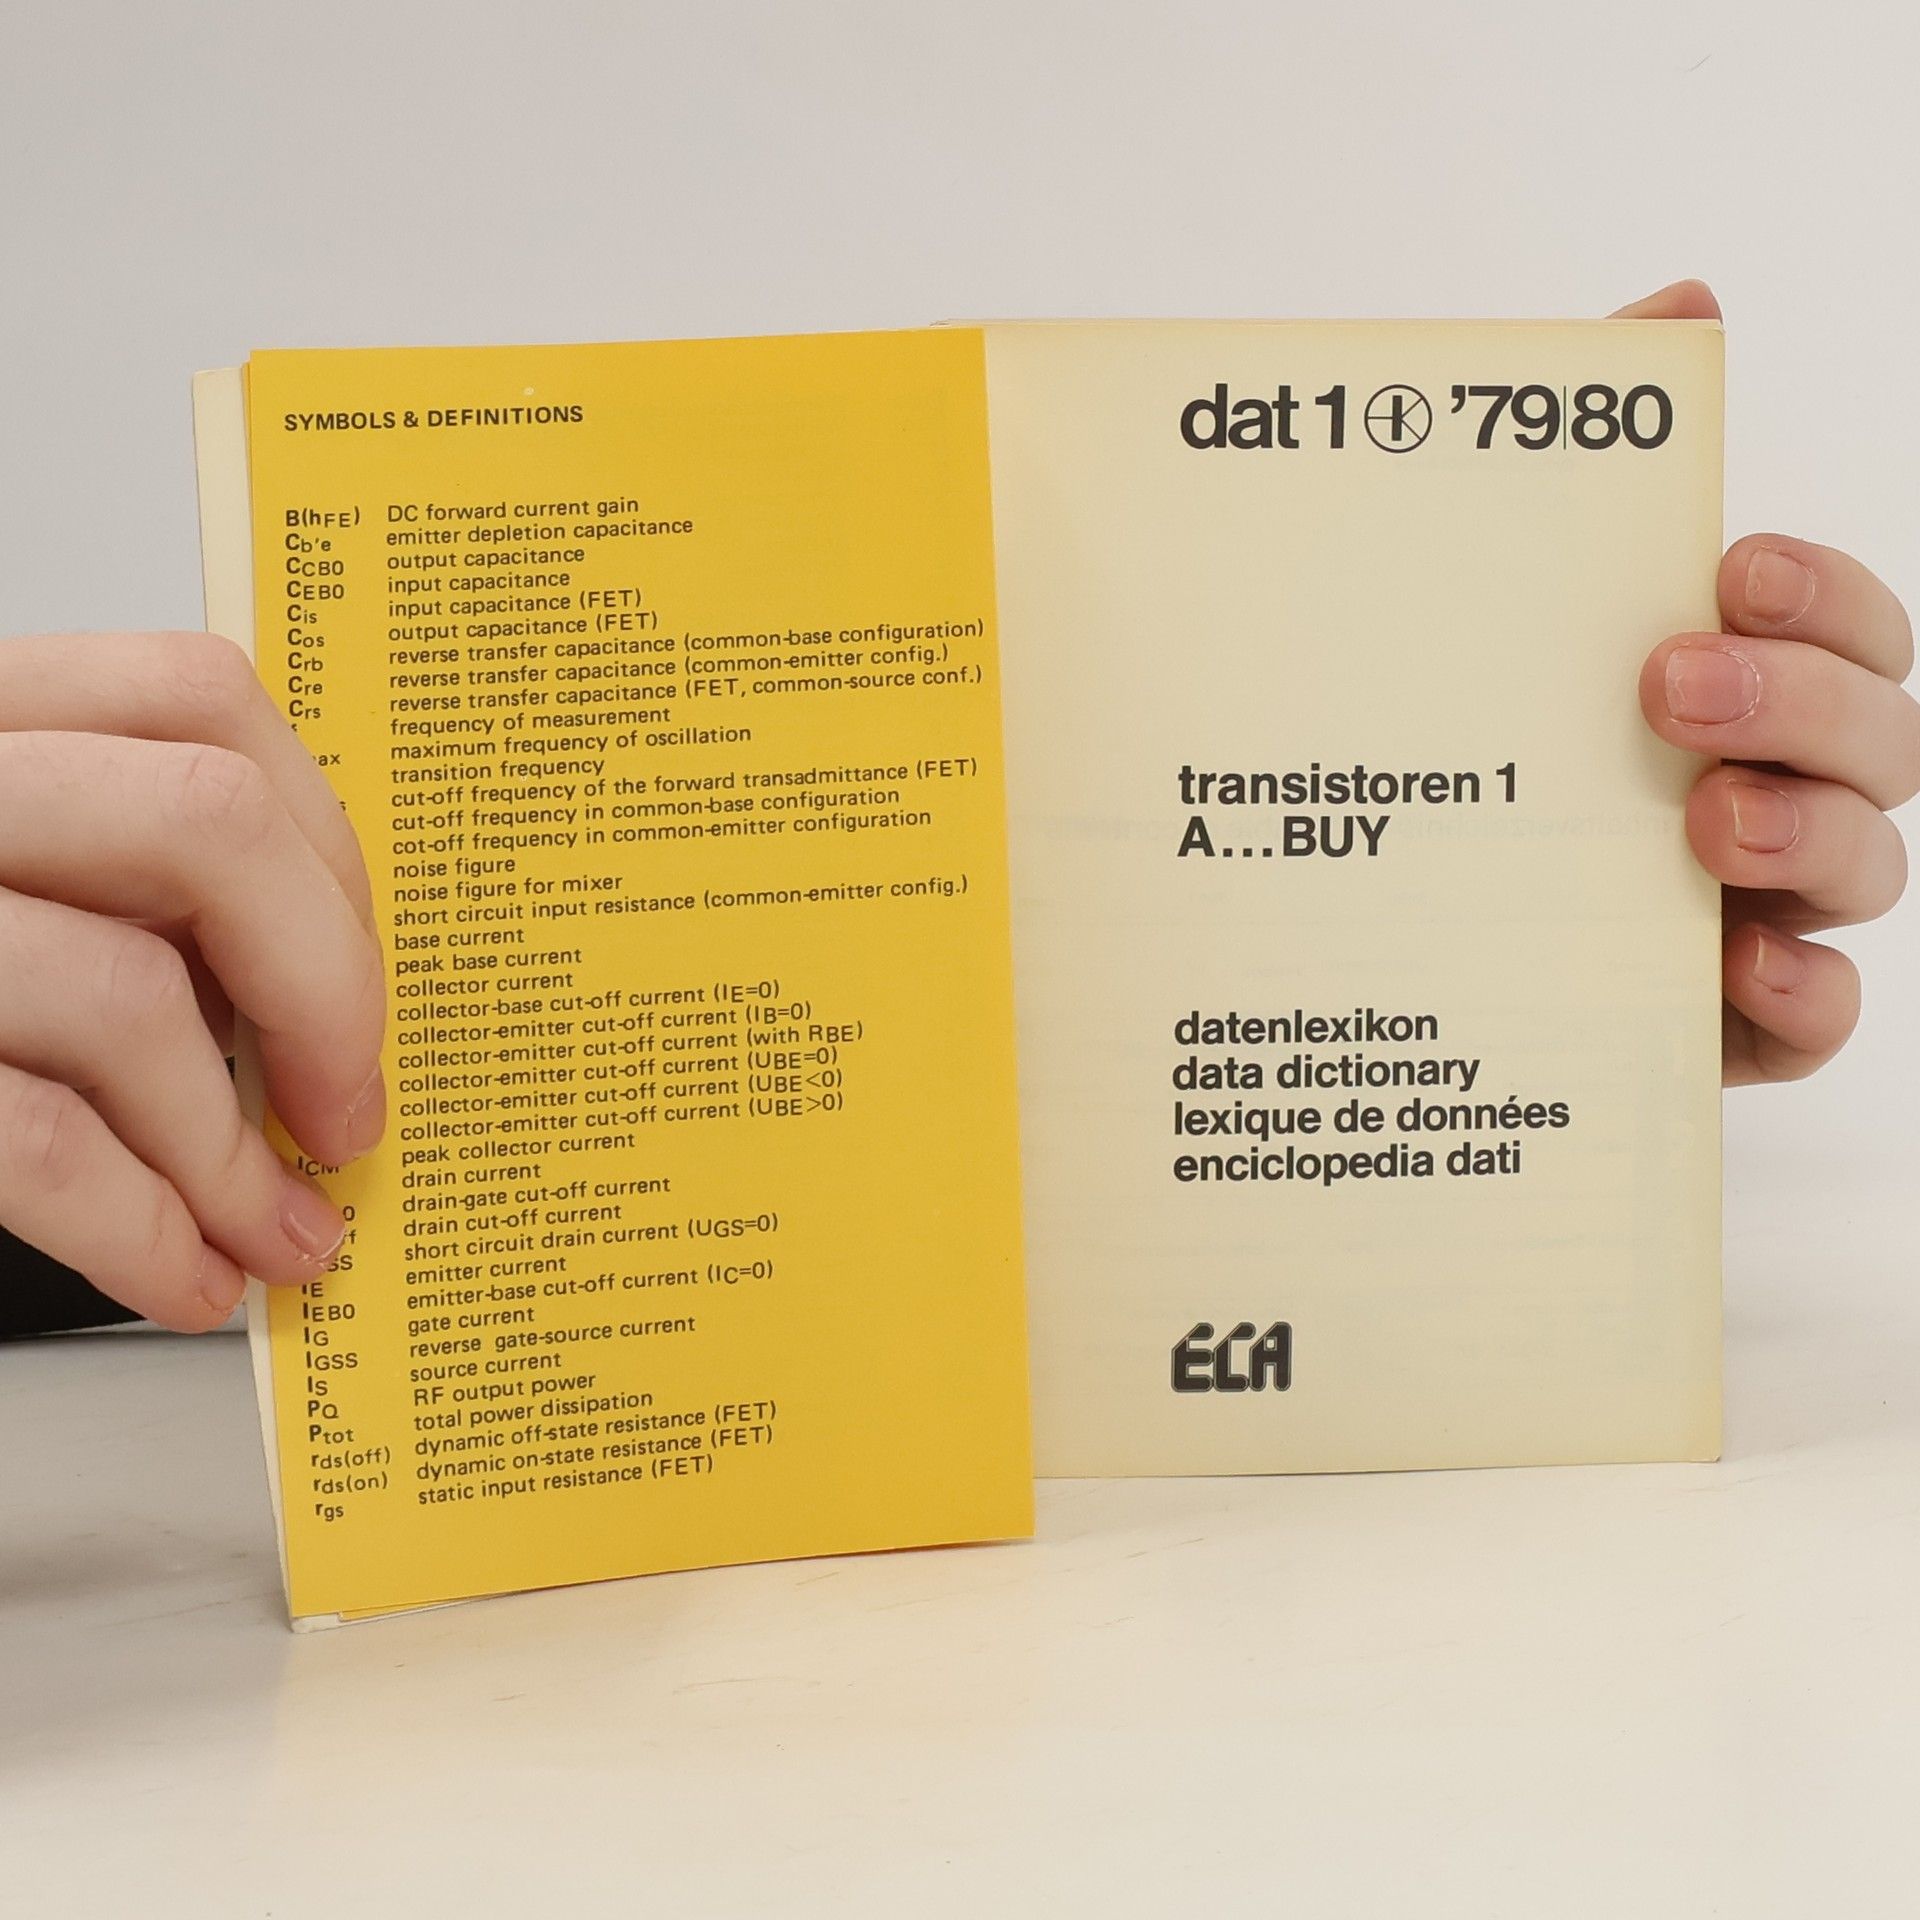 SYMBOLS & DEFINITIONS
B(hFE) DC forward current gain
Cb'e emitter depletion capacitance
CCB0 output capacitance
CEB0 input capacitance
Cis input capacitance (FET)
Cos output capacitance (FET)
Crb reverse transfer capacitance (common-base configuration)
Cre reverse transfer capacitance (common-emitter config.)
Crs reverse transfer capacitance (FET, common-source conf.)
frequency of measurement
maximum frequency of oscillation
transition frequency
cut-off frequency of the forward transadmittance (FET)
cut-off frequency in common-base configuration
cot-off frequency in common-emitter configuration
noise figure
noise figure for mixer
short circuit input resistance (common-emitter config.)
base current
peak base current
collector current
collector-base cut-off current (IE=0)
collector-emitter cut-off current (IB=0)
collector-emitter cut-off current (with RBE)
collector-emitter cut-off current (UBE=0)
collector-emitter cut-off current (UBE<0)
collector-emitter cut-off current (UBE>0)
ICM peak collector current
drain current
drain-gate cut-off current
drain cut-off current
short circuit drain current (UGS=0)
IE emitter current
IEB0 emitter-base cut-off current (IC=0)
IG gate current
IGSS reverse gate-source current
IS source current
PQ RF output power
Ptot total power dissipation
rds(off) dynamic off-state resistance (FET)
rds(on) dynamic on-state resistance (FET)
rgs static input resistance (FET)
dat 1 '79|80
transistoren 1
A...BUY
datenlexikon
data dictionary
lexique de données
enciclopedia dati
ECA